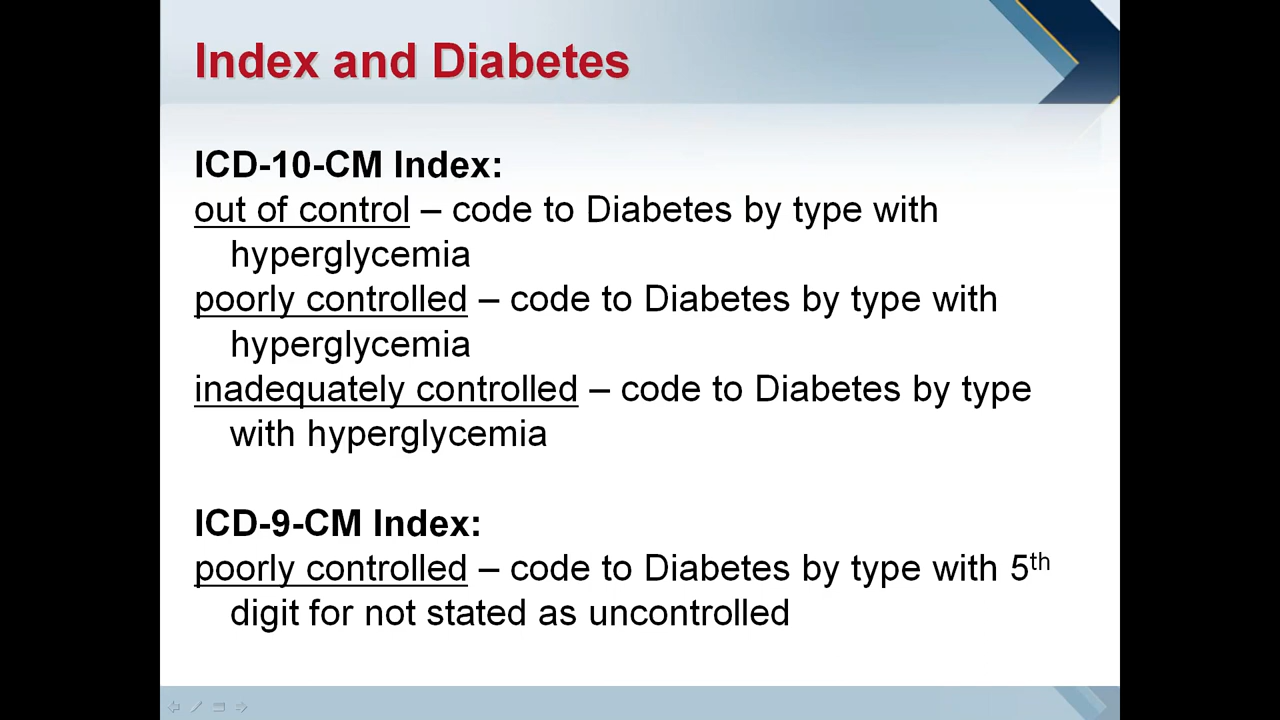 Index and Diabetes
ICD-10-CM Index:
out of control – code to Diabetes by type with
hyperglycemia
poorly controlled – code to Diabetes by type with
hyperglycemia
inadequately controlled – code to Diabetes by type
with hyperglycemia
ICD-9-CM Index:
poorly controlled – code to Diabetes by type with 5th
digit for not stated as uncontrolled